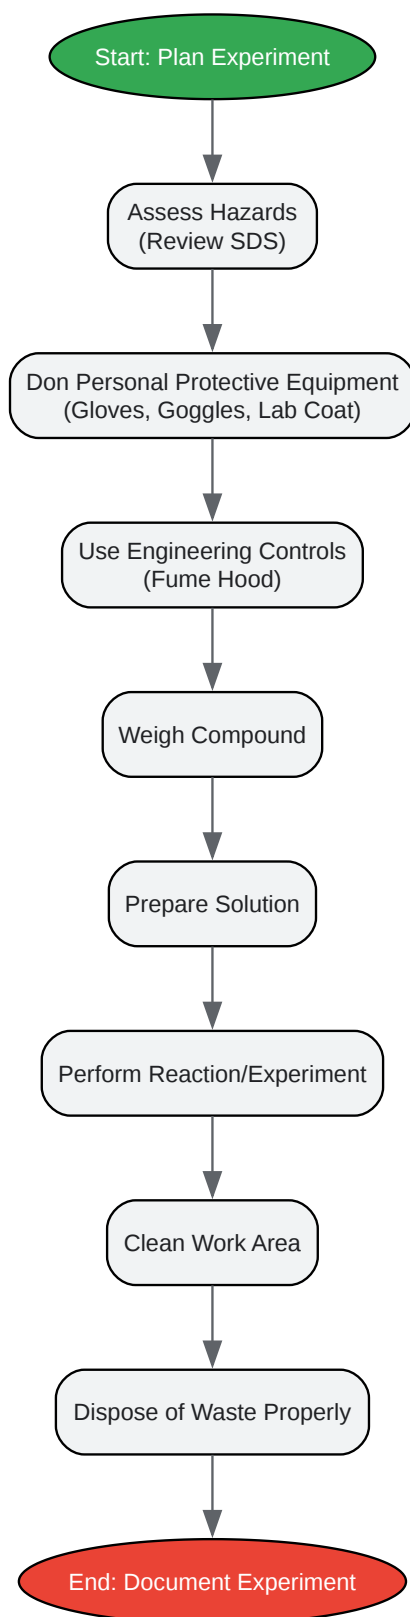 Start: Plan Experiment
Assess Hazards
(Review SDS)
Don Personal Protective Equipment
(Gloves, Goggles, Lab Coat)
Use Engineering Controls
(Fume Hood)
Weigh Compound
Prepare Solution
Perform Reaction/Experiment
Clean Work Area
Dispose of Waste Properly
End: Document Experiment